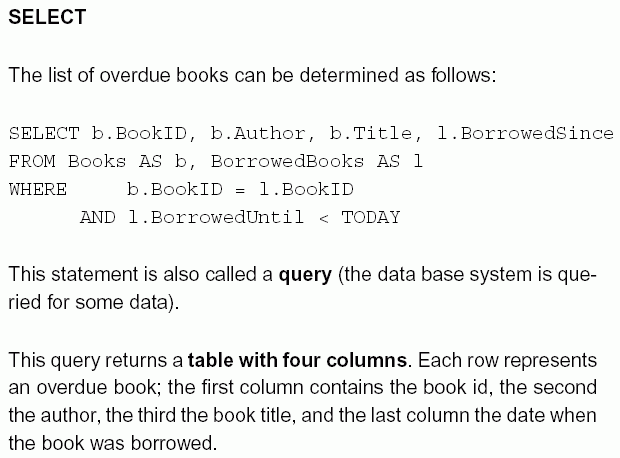 SELECT
The list of overdue books can be determined as follows:
SELECT b.BookID, b.Author, b.Title, l.BorrowedSince
FROM Books AS b, BorrowedBooks AS l
WHERE b.BookID = l.BookID
AND l.BorrowedUntil < TODAY
This statement is also called a query (the data base system is que-
ried for some data).
This query returns a table with four columns. Each row represents
an overdue book; the first column contains the book id, the second
the author, the third the book title, and the last column the date when
the book was borrowed.